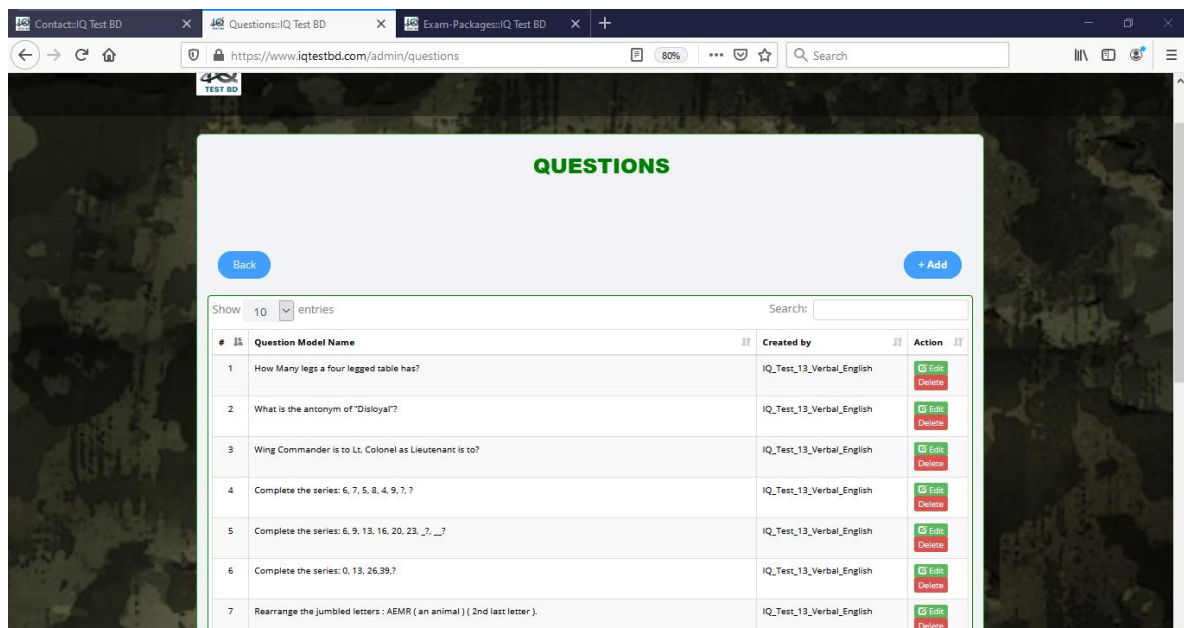 Contact::IQ Test BD
Questions::IQ Test BD
Exam-Packages::IQ Test BD
https://www.iqtestbd.com/admin/questions
80%
Search
TEST BD
QUESTIONS
Back
+ Add
Show 10 entries
Search:
# Question Model Name Created by Action
1 How Many legs a four legged table has? IQ_Test_13_Verbal_English Edit
Delete
2 What is the antonym of "Disloyal"? IQ_Test_13_Verbal_English Edit
Delete
3 Wing Commander is to Lt. Colonel as Lieutenant is to? IQ_Test_13_Verbal_English Edit
Delete
4 Complete the series: 6, 7, 5, 8, 4, 9, ?, ? IQ_Test_13_Verbal_English Edit
Delete
5 Complete the series: 6, 9, 13, 16, 20, 23, _?, __? IQ_Test_13_Verbal_English Edit
Delete
6 Complete the series: 0, 13, 26,39,? IQ_Test_13_Verbal_English Edit
Delete
7 Rearrange the jumbled letters : AEMR ( an animal ) ( 2nd last letter ). IQ_Test_13_Verbal_English Edit
Delete